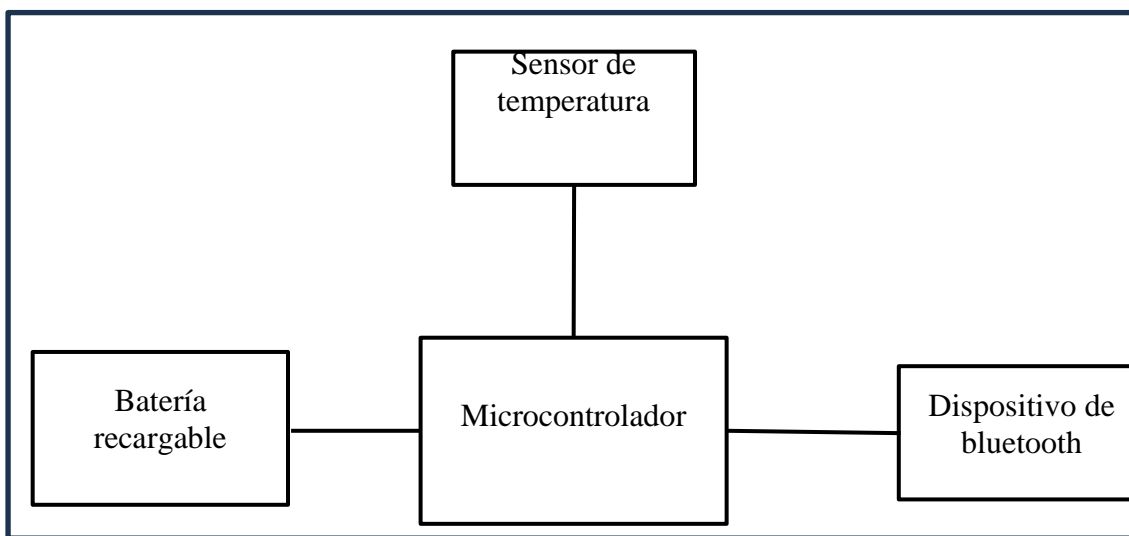 Sensor de
temperatura
Batería
recargable
Microcontrolador
Dispositivo de
bluetooth